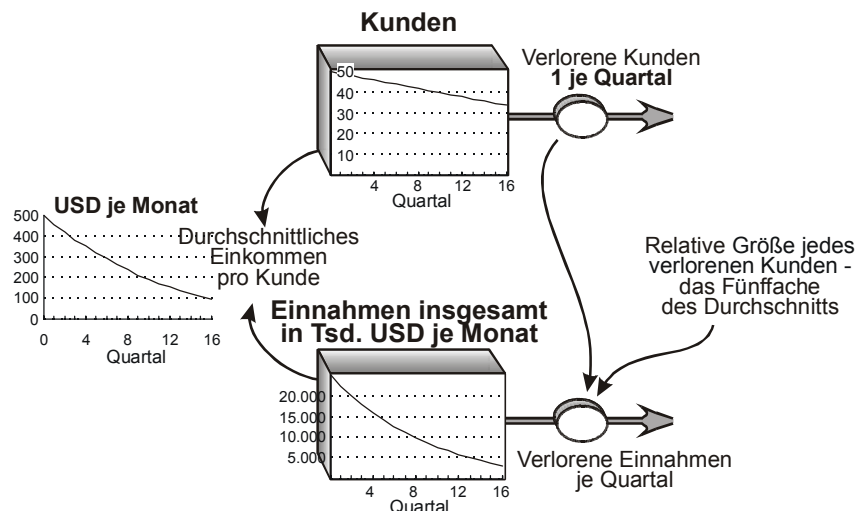 Kunden
Verlorene Kunden
1 je Quartal
50
40
30
20
10
4 8 12 16
Quartal
USD je Monat
500
400
300
200
100
0
0 4 8 12 16
Quartal
Durchschnittliches
Einkommen
pro Kunde
Relative Größe jedes
verlorenen Kunden -
das Fünffache
des Durchschnitts
Einnahmen insgesamt
in Tsd. USD je Monat
20.000
15.000
10.000
5.000
4 8 12 16
Quartal
Verlorene Einnahmen
je Quartal